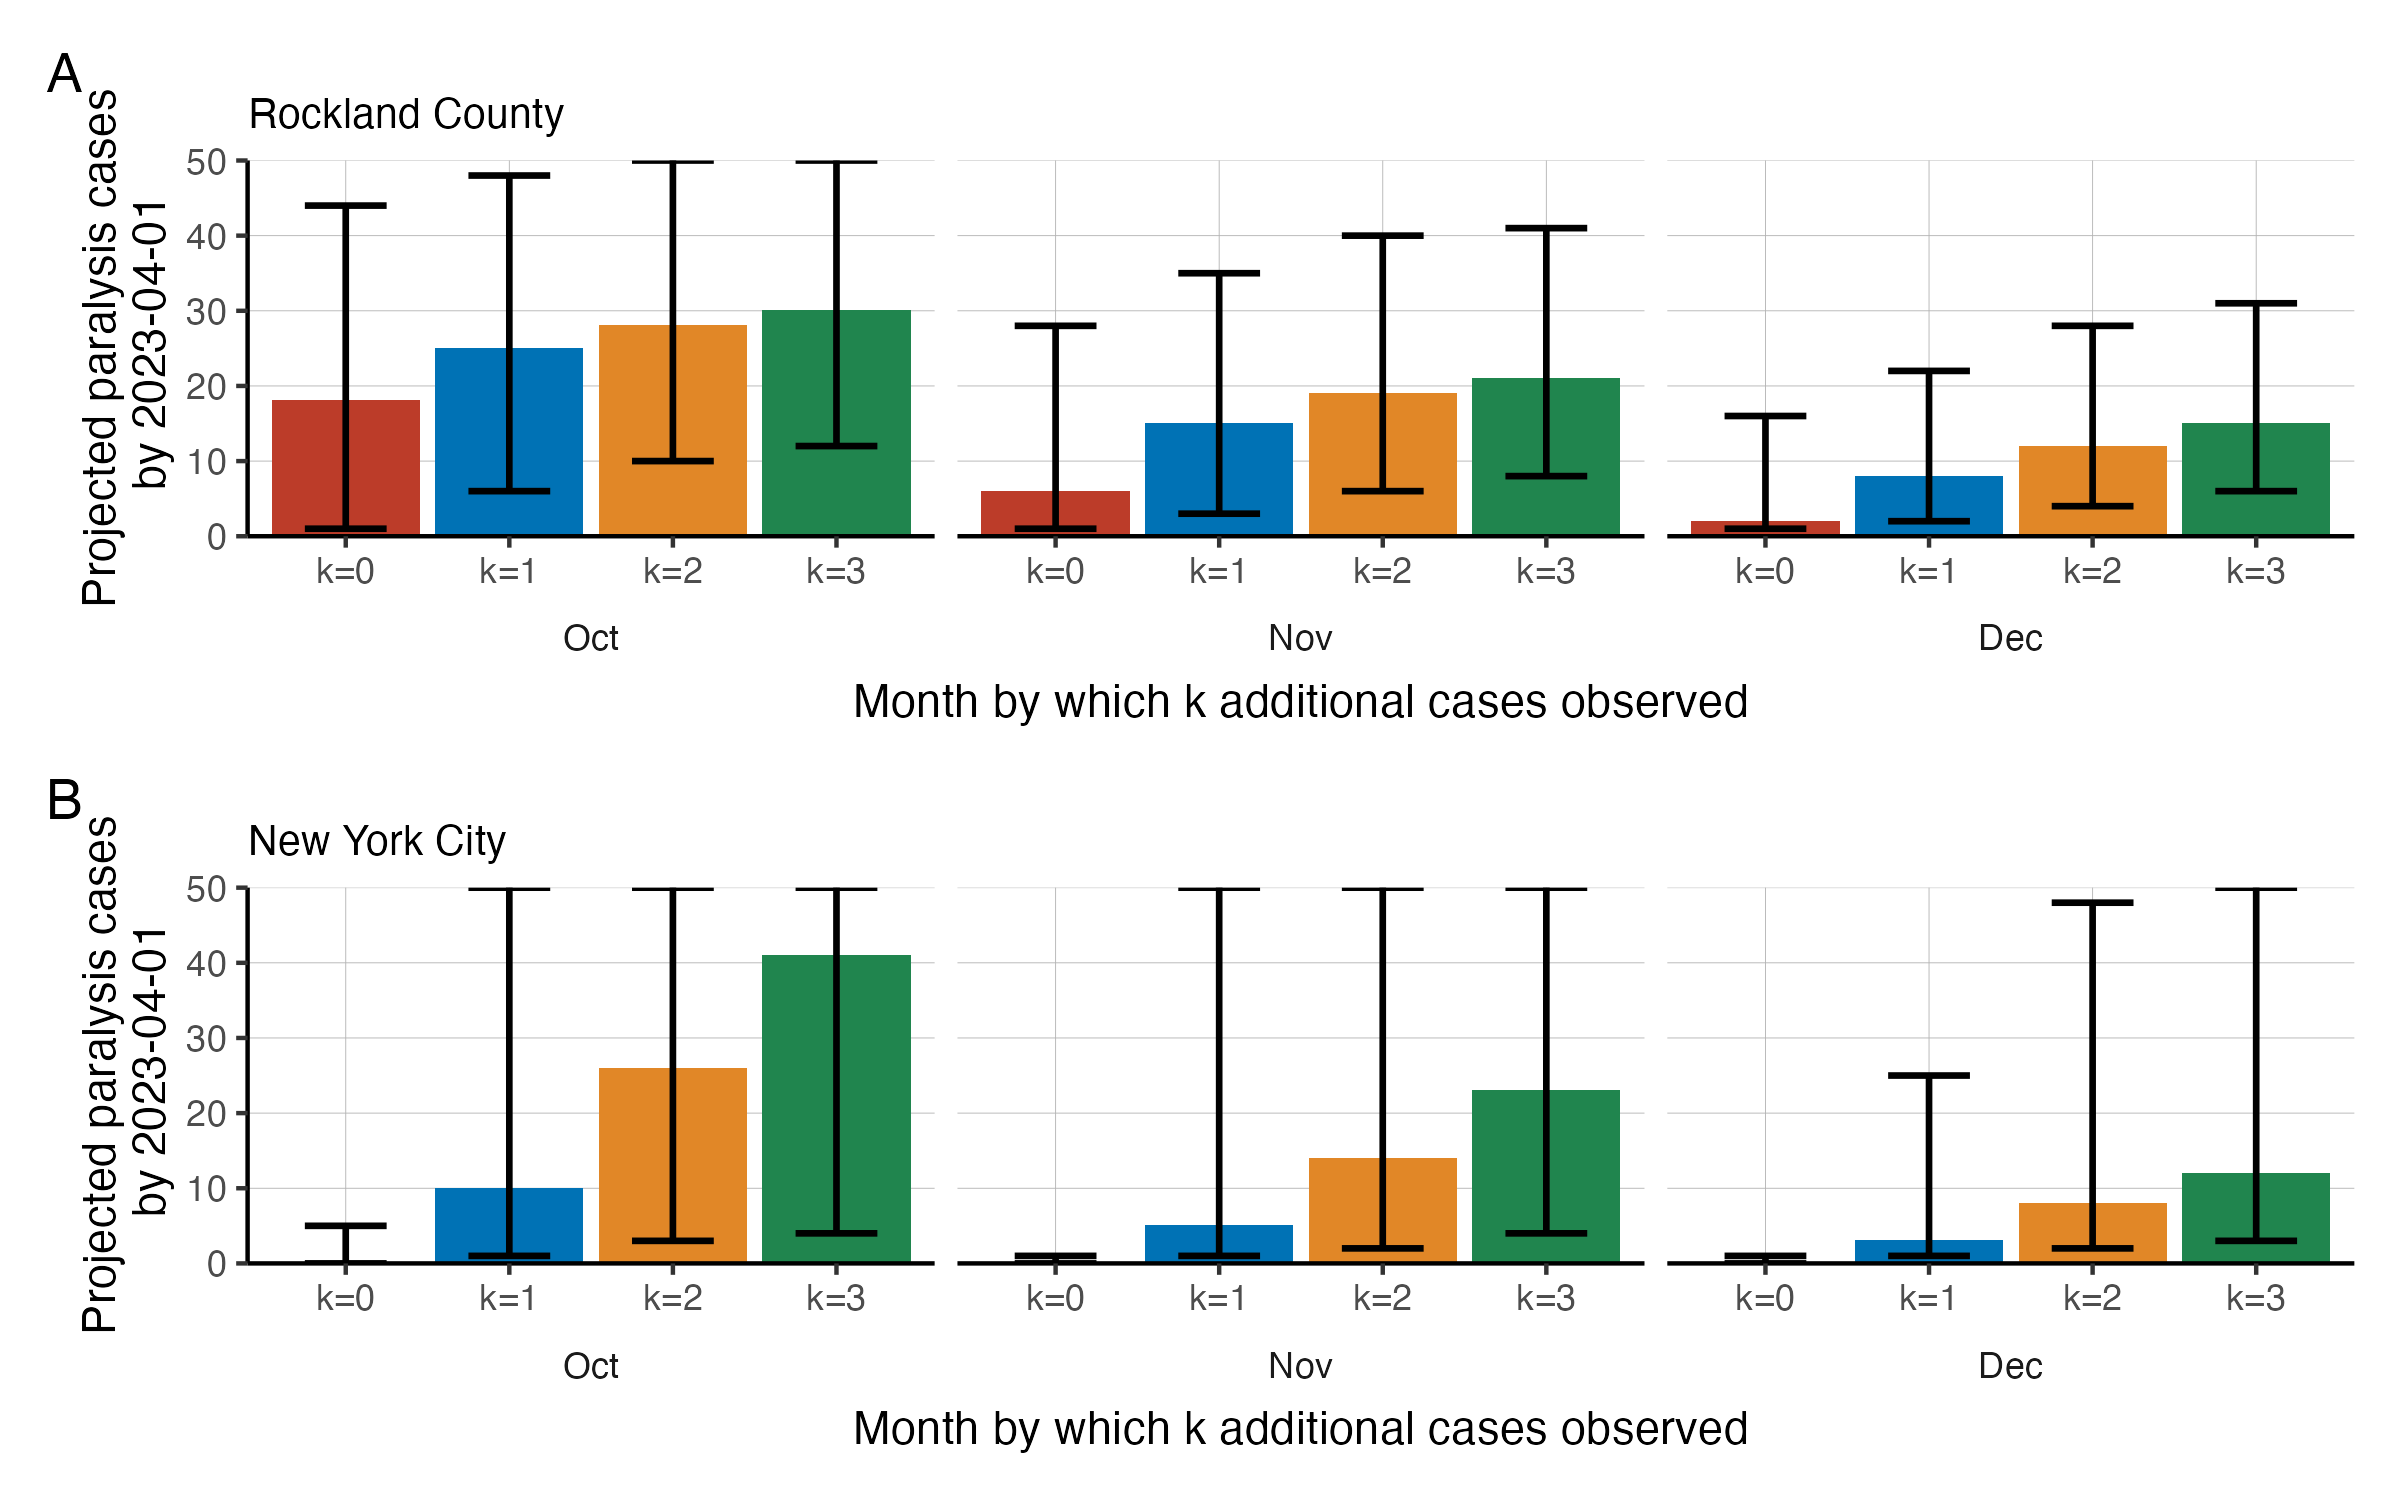 A
Rockland County
Projected paralysis cases
by 2023-04-01
50
40
30
20
10
0
k=0 k=1 k=2 k=3 k=0 k=1 k=2 k=3 k=0 k=1 k=2 k=3
Oct Nov Dec
Month by which k additional cases observed
B
New York City
Projected paralysis cases
by 2023-04-01
50
40
30
20
10
0
k=0 k=1 k=2 k=3 k=0 k=1 k=2 k=3 k=0 k=1 k=2 k=3
Oct Nov Dec
Month by which k additional cases observed